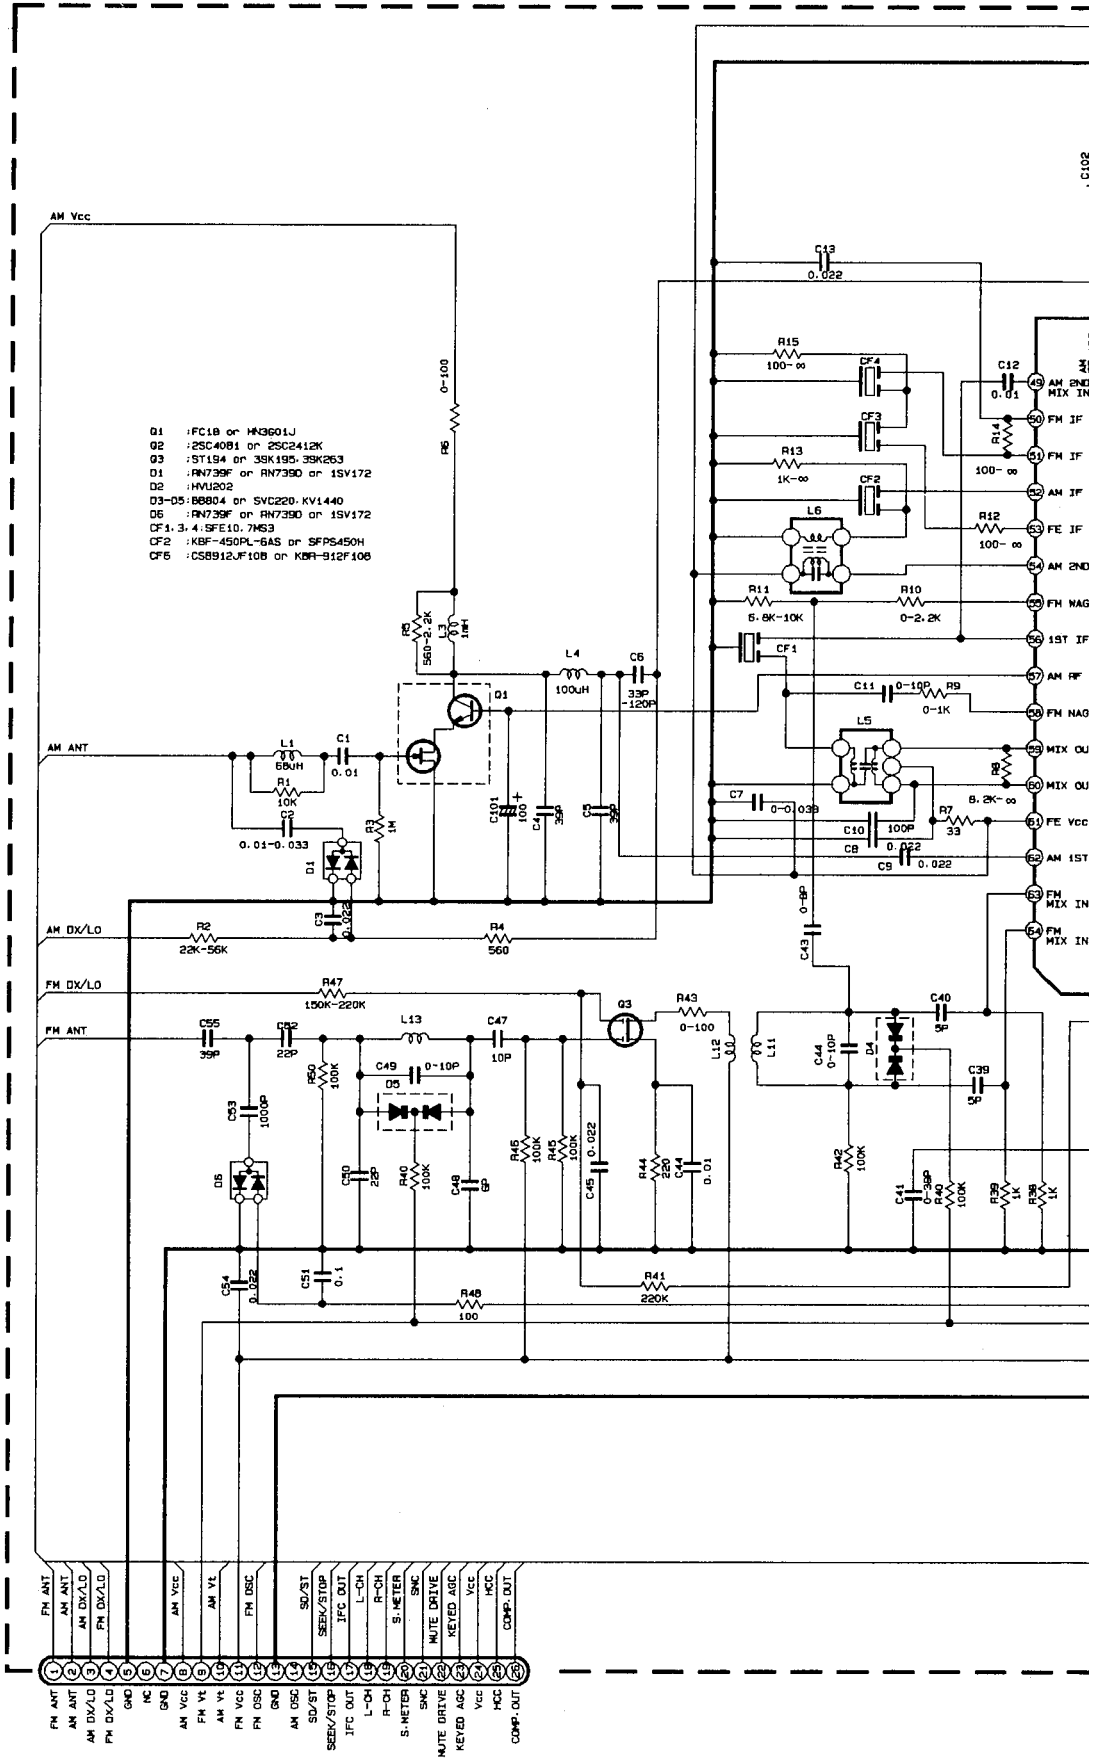 C102
AM Vcc
C13
0.022
R6
0-100
R15
100-∞
CF4
C12
0.01
49 AM 2ND
MIX IN
CF3
50 FM IF
R14
100-∞
51 FM IF
Q1 :FC18 or HN3G01J
Q2 :2SC4081 or 2SC2412K
Q3 :ST194 or 3SK195.3SK263
D1 :RN739F or RN739D or 1SV172
D2 :HVU202
D3-D5:BB804 or SVC220.KV1440
D6 :RN739F or RN739D or 1SV172
CF1.3.4:SFE10.7MS3
CF2 :KBF-450PL-6AS or SFPS450H
CF6 :CSB912JF108 or KBR-912F108
R13
1K-∞
CF2
52 AM IF
L6
R12
100-∞
53 FE IF
54 AM 2ND
R11
6.8K-10K
R10
0-2.2K
55 FM WAG
R5
560-2.2K
L3
1mH
CF1
56 1ST IF
L4
100uH
C6
33P
-120P
Q1
57 AM RF
C11
0-10P
R9
0-1K
58 FM NAG
L5
59 MIX OU
R8
8.2K-∞
60 MIX OU
AM ANT
L1
68uH
C1
0.01
R1
10K
C2
0.01-0.033
R3
1M
D1
C101
+
100
C4
39P
C5
39P
C7
0-0.039
C10
100P
C8
0.022
R7
33
61 FE Vcc
C9
0.022
62 AM 1ST
63 FM
MIX IN
64 FM
MIX IN
C3
0.022
AM DX/LO
R2
22K-56K
R4
560
C43
0-8P
FM DX/LO
R47
150K-220K
Q3
R43
0-100
C40
5P
FM ANT
C55
39P
C52
22P
L13
C47
10P
L12
L11
C44
0-10P
D4
C39
5P
R50
100K
C49
0-10P
D5
C53
1000P
D6
C50
22P
R40
100K
C48
6P
R46
100K
R45
100K
C45
0.022
R44
220
C44
0.01
R42
100K
C41
0-39P
R40
100K
R39
1K
R38
1K
C54
0.022
C51
0.1
R48
100
R41
220K
FM ANT
AM ANT
AM DX/LO
FM DX/LO
AM Vcc
AM Vt
FM OSC
SD/ST
SEEK/STOP
IFC OUT
L-CH
R-CH
S.METER
SNC
MUTE DRIVE
KEYED AGC
Vcc
HCC
COMP.OUT
1 2 3 4 5 6 7 8 9 10 11 12 13 14 15 16 17 18 19 20 21 22 23 24 25 26
FM ANT
AM ANT
AM DX/LO
FM DX/LO
GND
NC
GND
AM Vcc
FM Vt
AM Vt
FM Vcc
FM OSC
GND
AM OSC
SD/ST
SEEK/STOP
IFC OUT
L-CH
R-CH
S.METER
SNC
MUTE DRIVE
KEYED AGC
Vcc
HCC
COMP.OUT